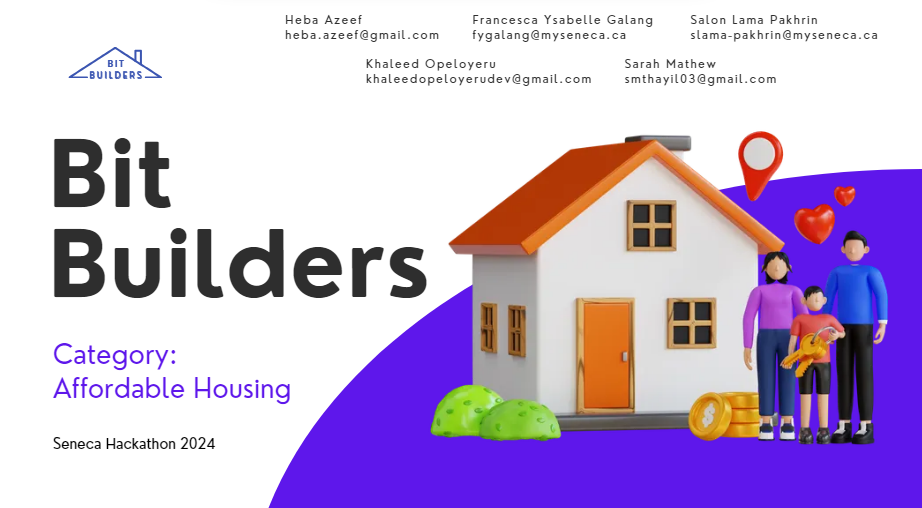 Heba Azeef
heba.azeef@gmail.com
Francesca Ysabelle Galang
fygalang@myseneca.ca
Salon Lama Pakhrin
slama-pakhrin@myseneca.ca
Khaleed Opeloyeru
khaleedopeloyerudev@gmail.com
Sarah Mathew
smthayil03@gmail.com
BIT
BUILDERS
Bit
Builders
Category:
Affordable Housing
Seneca Hackathon 2024
$